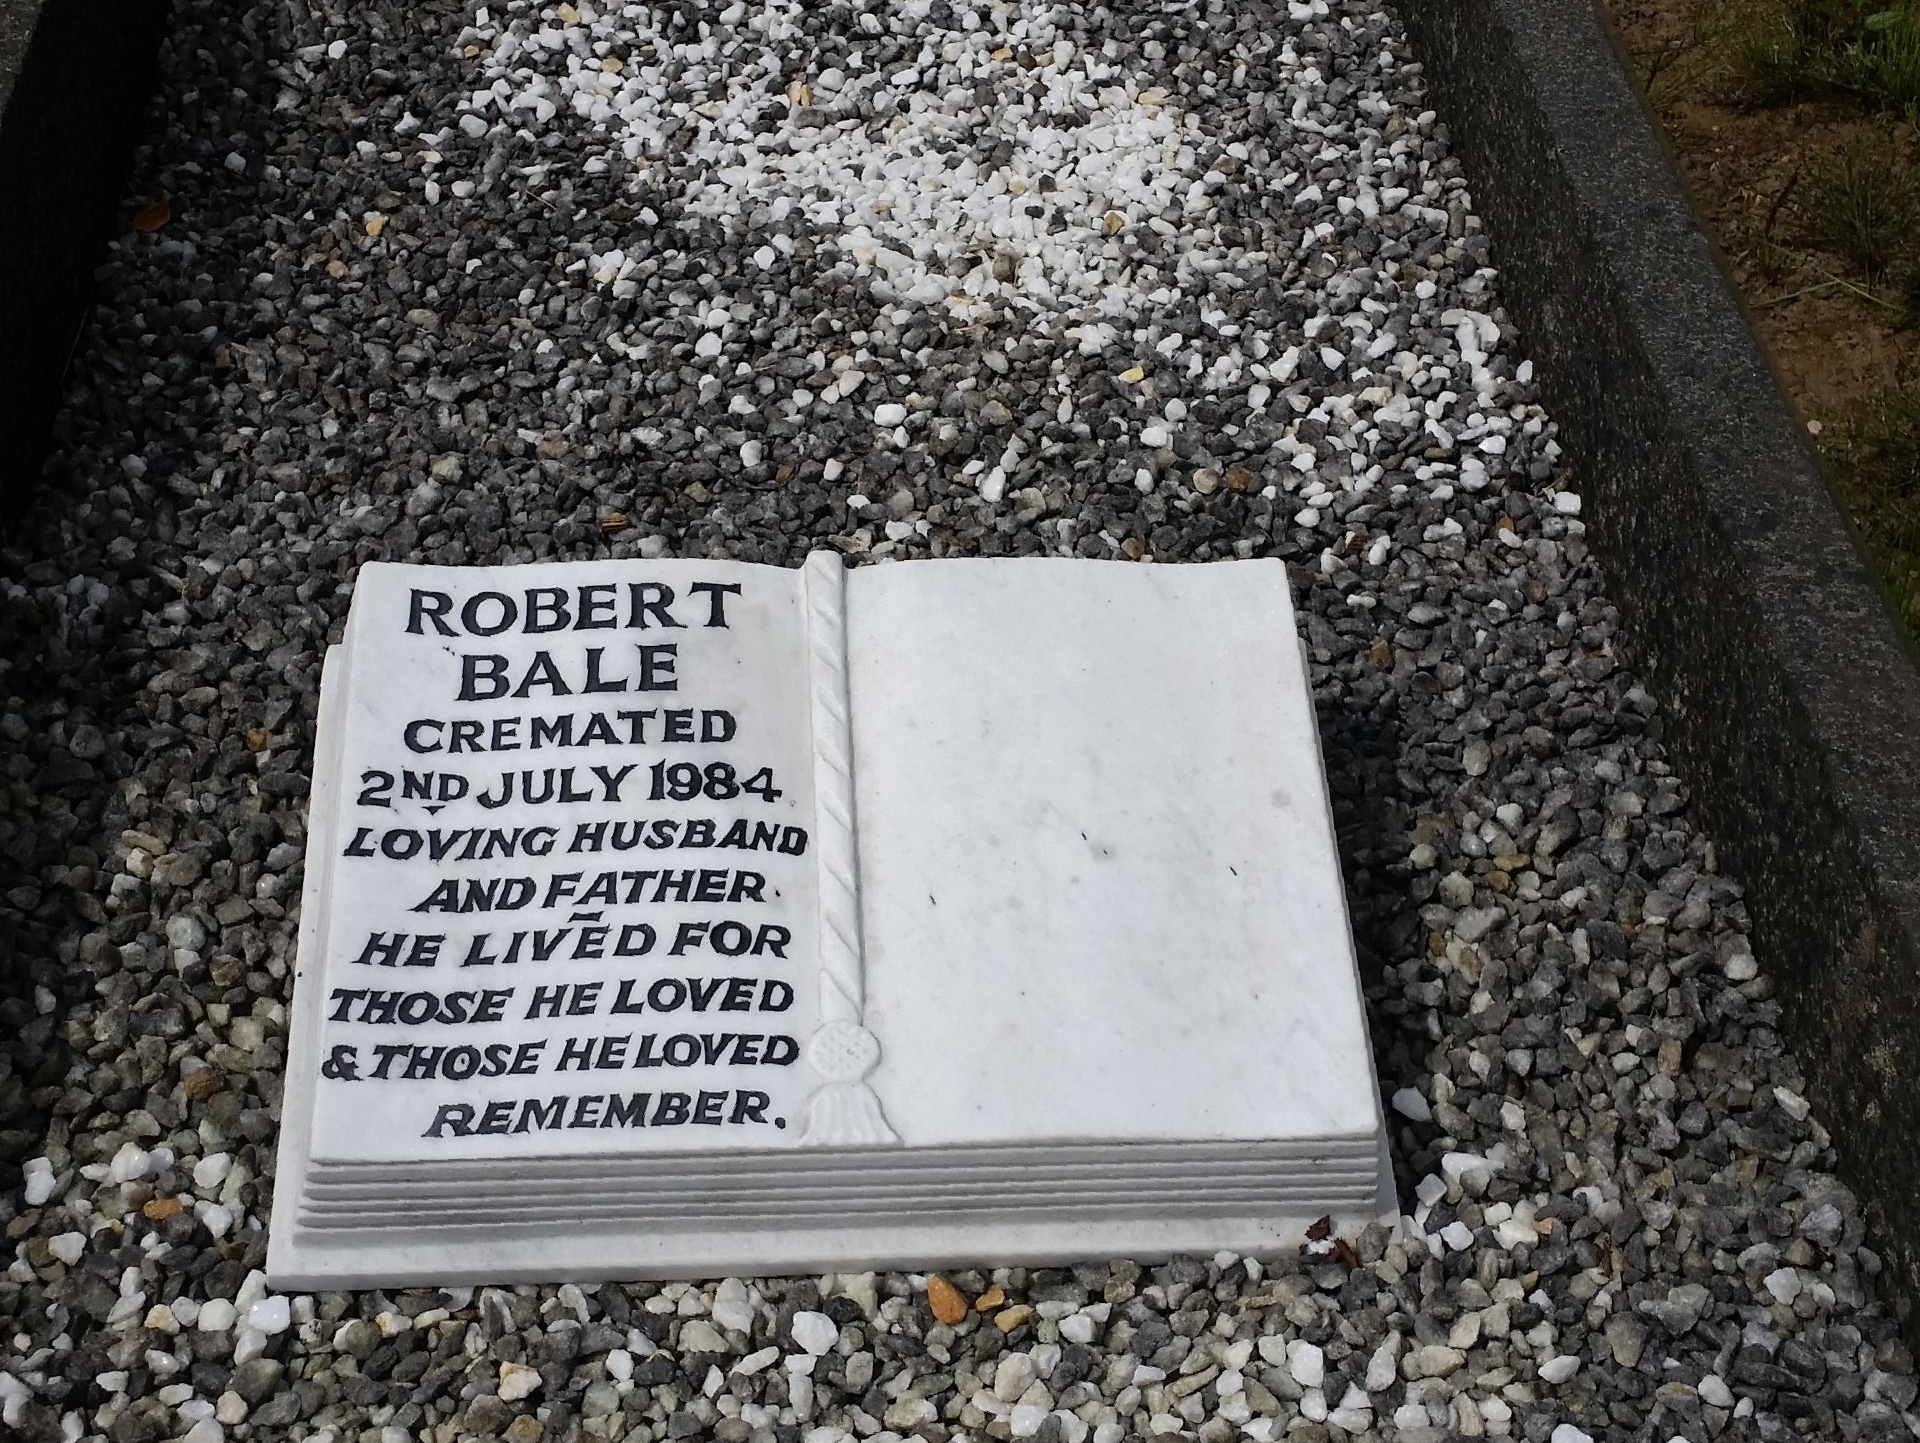 ROBERT
BALE
CREMATED
2ND JULY 1984
LOVING HUSBAND
AND FATHER.
HE LIVED FOR
THOSE HE LOVED
& THOSE HE LOVED
REMEMBER.